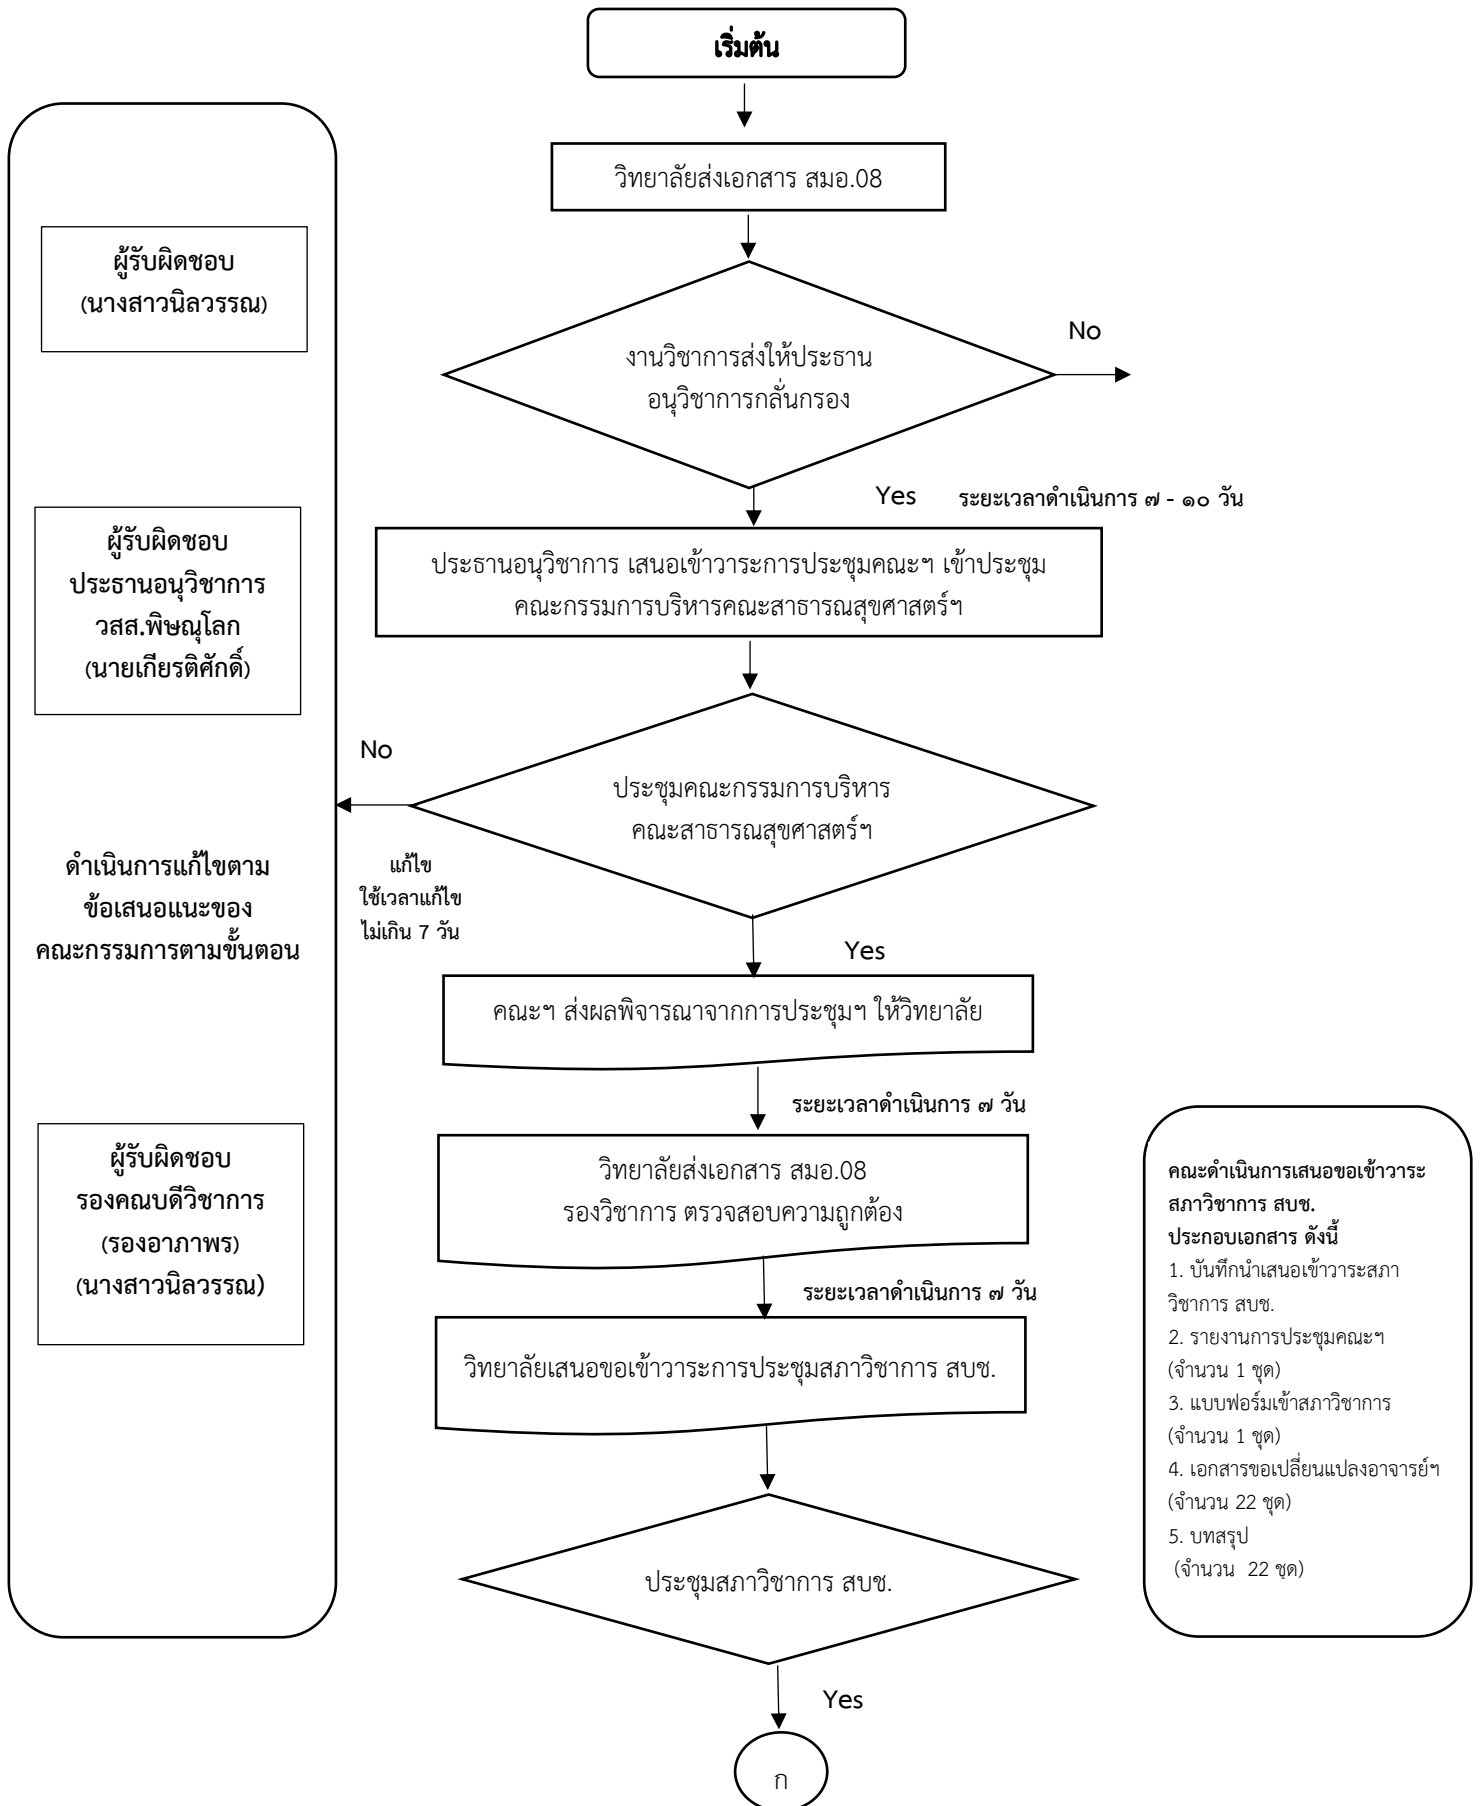 เริ่มต้น
วิทยาลัยส่งเอกสาร สมอ.08
ผู้รับผิดชอบ
(นางสาวนิลวรรณ)
งานวิชาการส่งให้ประธาน
อนุวิชาการกลั่นกรอง
No
Yes
ระยะเวลาดำเนินการ ๗ - ๑๐ วัน
ผู้รับผิดชอบ
ประธานอนุวิชาการ
วสส.พิษณุโลก
(นายเกียรติศักดิ์)
ประธานอนุวิชาการ เสนอเข้าวาระการประชุมคณะฯ เข้าประชุม
คณะกรรมการบริหารคณะสาธารณสุขศาสตร์ฯ
No
ประชุมคณะกรรมการบริหาร
คณะสาธารณสุขศาสตร์ฯ
ดำเนินการแก้ไขตาม
ข้อเสนอแนะของ
คณะกรรมการตามขั้นตอน
แก้ไข
ใช้เวลาแก้ไข
ไม่เกิน 7 วัน
Yes
คณะฯ ส่งผลพิจารณาจากการประชุมฯ ให้วิทยาลัย
ระยะเวลาดำเนินการ ๗ วัน
ผู้รับผิดชอบ
รองคณบดีวิชาการ
(รองอาภาพร)
(นางสาวนิลวรรณ)
วิทยาลัยส่งเอกสาร สมอ.08
รองวิชาการ ตรวจสอบความถูกต้อง
ระยะเวลาดำเนินการ ๗ วัน
วิทยาลัยเสนอขอเข้าวาระการประชุมสภาวิชาการ สบช.
คณะดำเนินการเสนอขอเข้าวาระ
สภาวิชาการ สบช.
ประกอบเอกสาร ดังนี้
1. บันทึกนำเสนอเข้าวาระสภา
วิชาการ สบช.
2. รายงานการประชุมคณะฯ
(จำนวน 1 ชุด)
3. แบบฟอร์มเข้าสภาวิชาการ
(จำนวน 1 ชุด)
4. เอกสารขอเปลี่ยนแปลงอาจารย์ฯ
(จำนวน 22 ชุด)
5. บทสรุป
(จำนวน 22 ชุด)
ประชุมสภาวิชาการ สบช.
Yes
ก